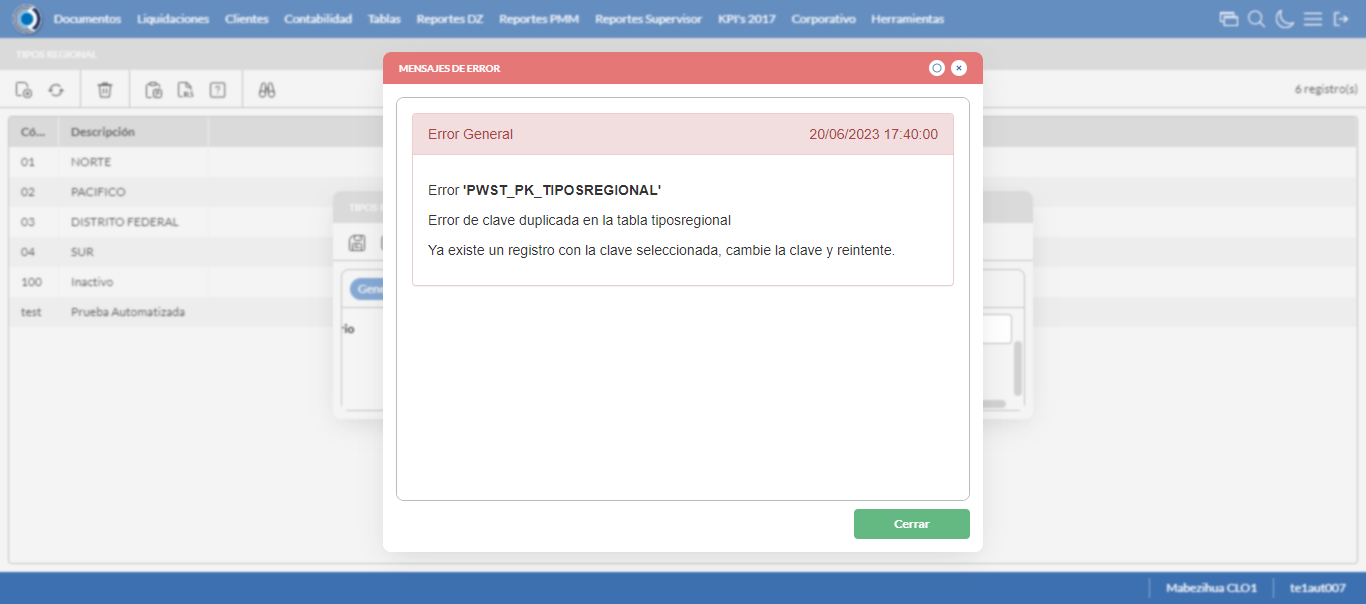 Documentos Liquidaciones Clientes Contabilidad Tablas Reportes DZ Reportes PMM Reportes Supervisor KPI's 2017 Corporativo Herramientas
TIPOS REGIONAL
6 registro(s)
Có... Descripción
01 NORTE
02 PACIFICO
03 DISTRITO FEDERAL
04 SUR
100 Inactivo
test Prueba Automatizada
MENSAJES DE ERROR
Error General 20/06/2023 17:40:00
Error 'PWST_PK_TIPOSREGIONAL'
Error de clave duplicada en la tabla tiposregional
Ya existe un registro con la clave seleccionada, cambie la clave y reintente.
Cerrar
TIPOS
Gen
rio
Mabezihua CLO1 te1aut007